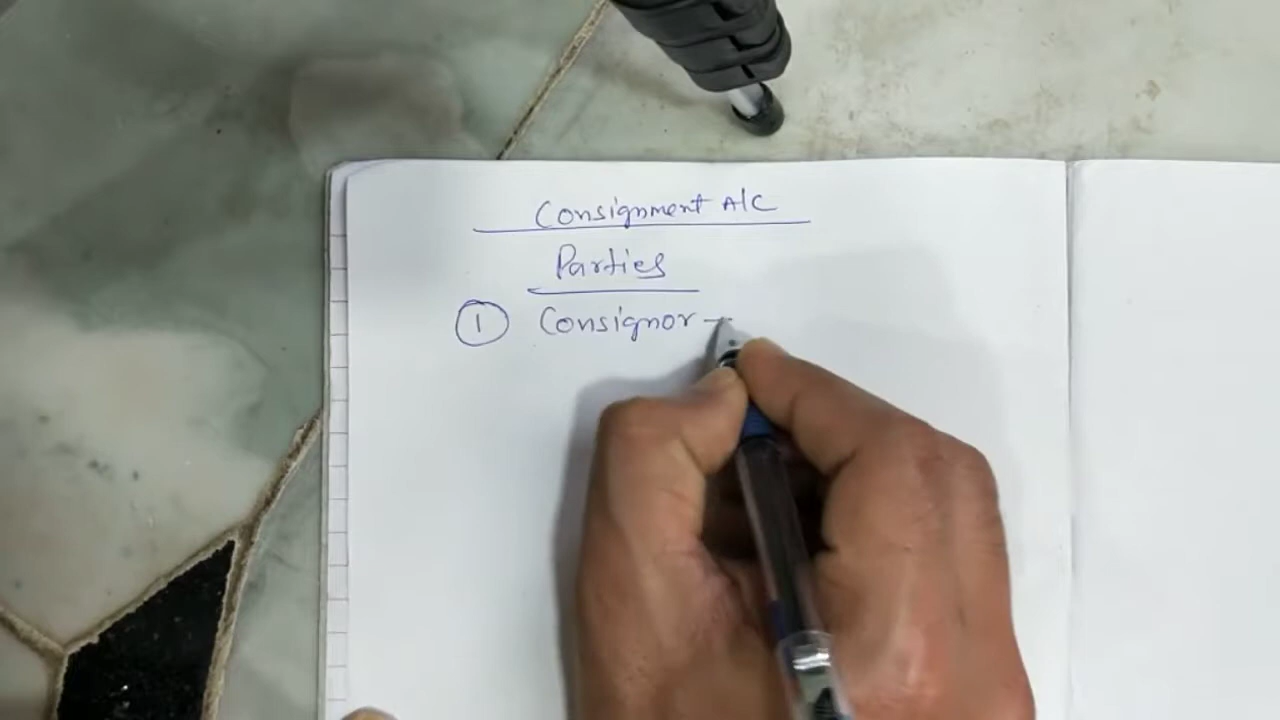 Consignment A/C
Parties
① Consignor –